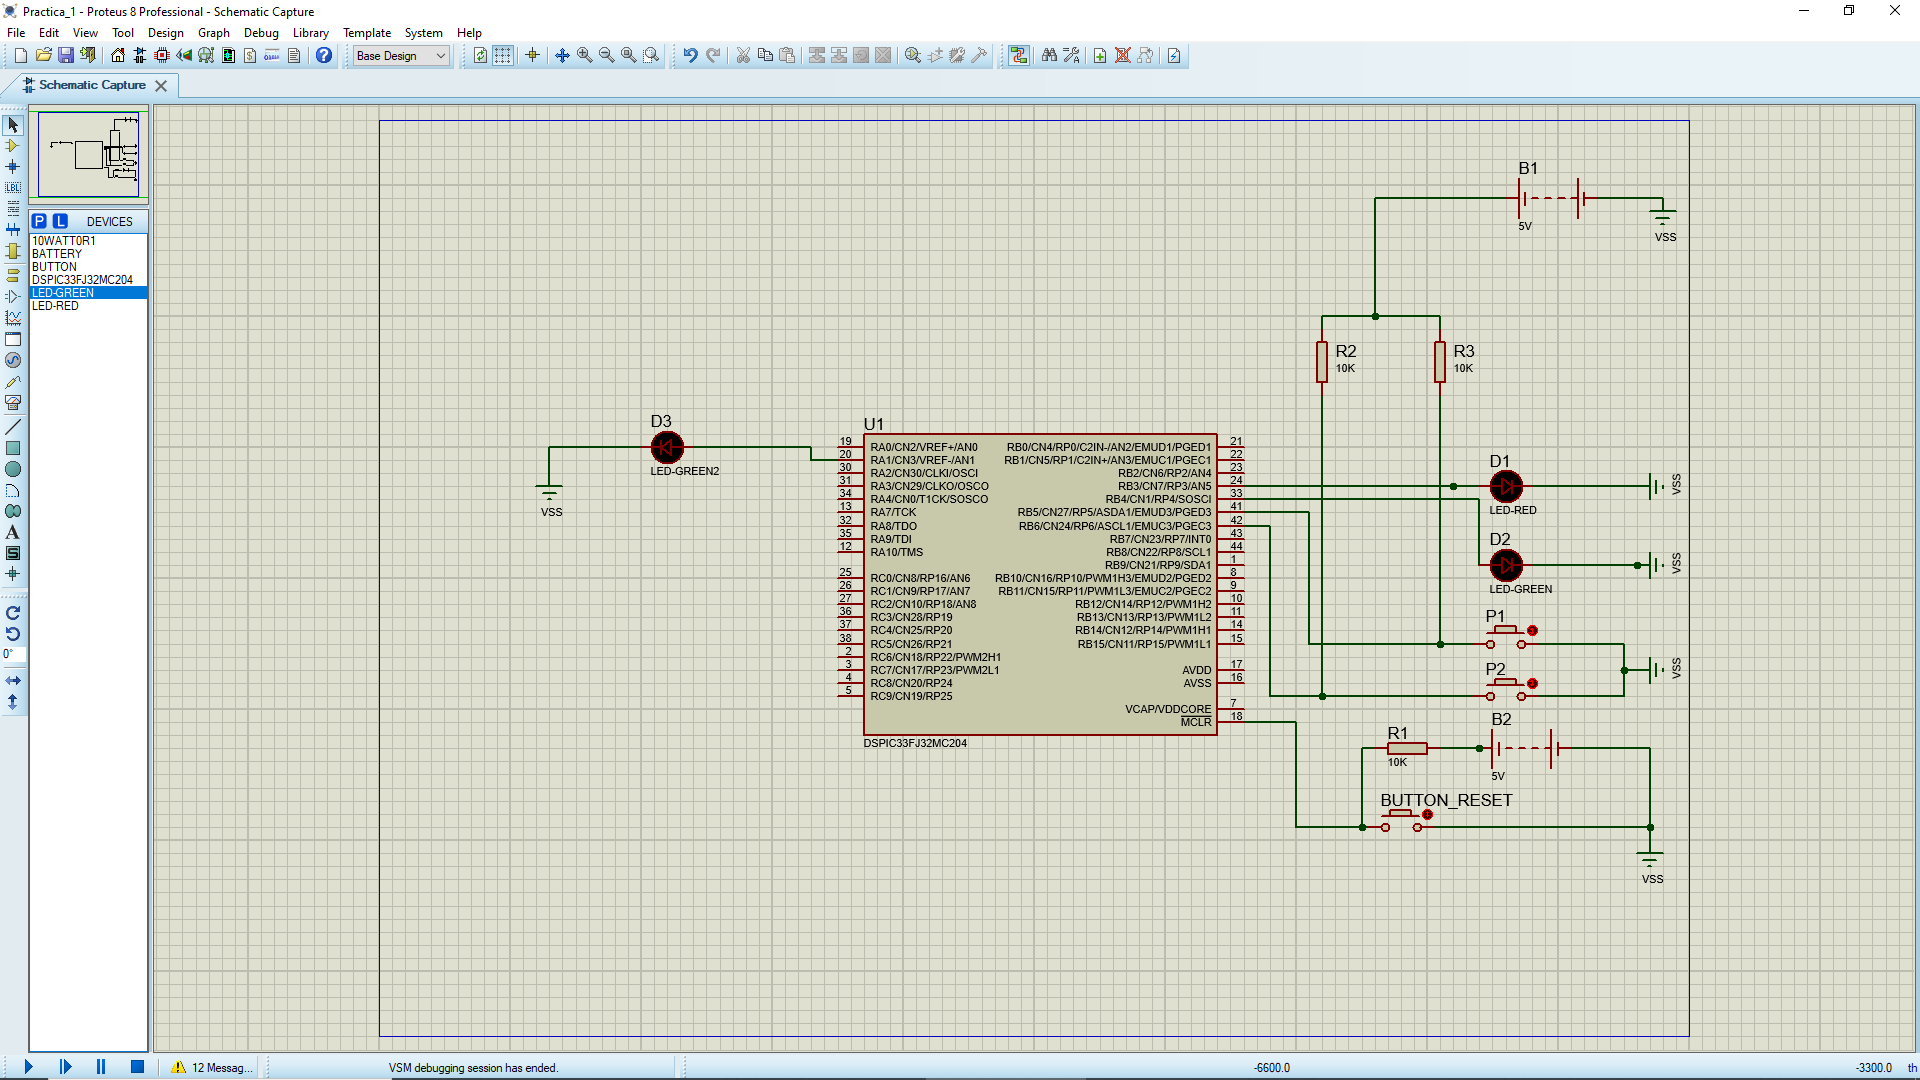 Practica_1 - Proteus 8 Professional - Schematic Capture
File Edit View Tool Design Graph Debug Library Template System Help
Base Design
Schematic Capture
P L DEVICES
10WATT0R1
BATTERY
BUTTON
DSPIC33FJ32MC204
LED-GREEN
LED-RED
LBL
A
S
0°
B1
5V
VSS
R2
10K
R3
10K
D3
LED-GREEN2
VSS
U1
19 RA0/CN2/VREF+/AN0 RB0/CN4/RP0/C2IN-/AN2/EMUD1/PGED1 21
20 RA1/CN3/VREF-/AN1 RB1/CN5/RP1/C2IN+/AN3/EMUC1/PGEC1 22
30 RA2/CN30/CLKI/OSCI RB2/CN6/RP2/AN4 23
31 RA3/CN29/CLKO/OSCO RB3/CN7/RP3/AN5 24
34 RA4/CN0/T1CK/SOSCO RB4/CN1/RP4/SOSCI 33
13 RA7/TCK RB5/CN27/RP5/ASDA1/EMUD3/PGED3 41
32 RA8/TDO RB6/CN24/RP6/ASCL1/EMUC3/PGEC3 42
35 RA9/TDI RB7/CN23/RP7/INT0 43
12 RA10/TMS RB8/CN22/RP8/SCL1 44
RB9/CN21/RP9/SDA1 1
25 RC0/CN8/RP16/AN6 RB10/CN16/RP10/PWM1H3/EMUD2/PGED2 8
26 RC1/CN9/RP17/AN7 RB11/CN15/RP11/PWM1L3/EMUC2/PGEC2 9
27 RC2/CN10/RP18/AN8 RB12/CN14/RP12/PWM1H2 10
36 RC3/CN28/RP19 RB13/CN13/RP13/PWM1L2 11
37 RC4/CN25/RP20 RB14/CN12/RP14/PWM1H1 14
38 RC5/CN26/RP21 RB15/CN11/RP15/PWM1L1 15
2 RC6/CN18/RP22/PWM2H1
3 RC7/CN17/RP23/PWM2L1 AVDD 17
4 RC8/CN20/RP24 AVSS 16
5 RC9/CN19/RP25
VCAP/VDDCORE 7
MCLR 18
DSPIC33FJ32MC204
D1
LED-RED
VSS
D2
LED-GREEN
VSS
P1
P2
VSS
B2
5V
R1
10K
BUTTON_RESET
VSS
12 Messag... VSM debugging session has ended. -6600.0 -3300.0 th